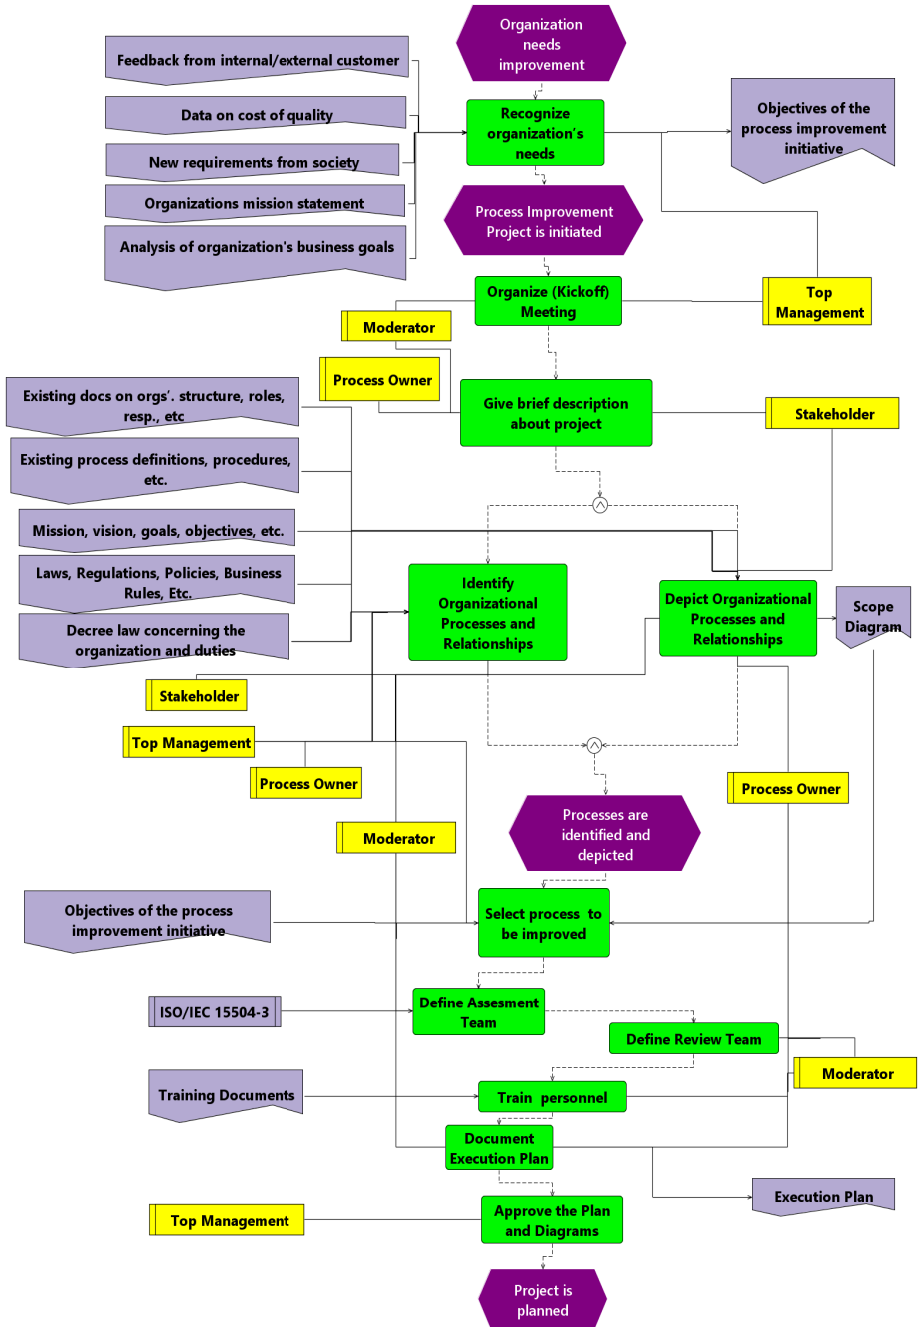 Organization
needs
improvement
Feedback from internal/external customer
Data on cost of quality
New requirements from society
Organizations mission statement
Analysis of organization's business goals
Recognize
organization's
needs
Objectives of the
process improvement
initiative
Process Improvement
Project is initiated
Organize (Kickoff)
Meeting
Top
Management
Moderator
Process Owner
Give brief description
about project
Stakeholder
Existing docs on orgs'. structure, roles,
resp., etc
Existing process definitions, procedures,
etc.
Mission, vision, goals, objectives, etc.
Laws, Regulations, Policies, Business
Rules, Etc.
Decree law concerning the
organization and duties
Identify
Organizational
Processes and
Relationships
Depict Organizational
Processes and
Relationships
Scope
Diagram
Stakeholder
Top Management
Process Owner
Process Owner
Moderator
Processes are
identified and
depicted
Objectives of the process
improvement initiative
Select process  to
be improved
ISO/IEC 15504-3
Define Assesment
Team
Define Review Team
Moderator
Training Documents
Train  personnel
Document
Execution Plan
Execution Plan
Top Management
Approve the Plan
and Diagrams
Project is
planned